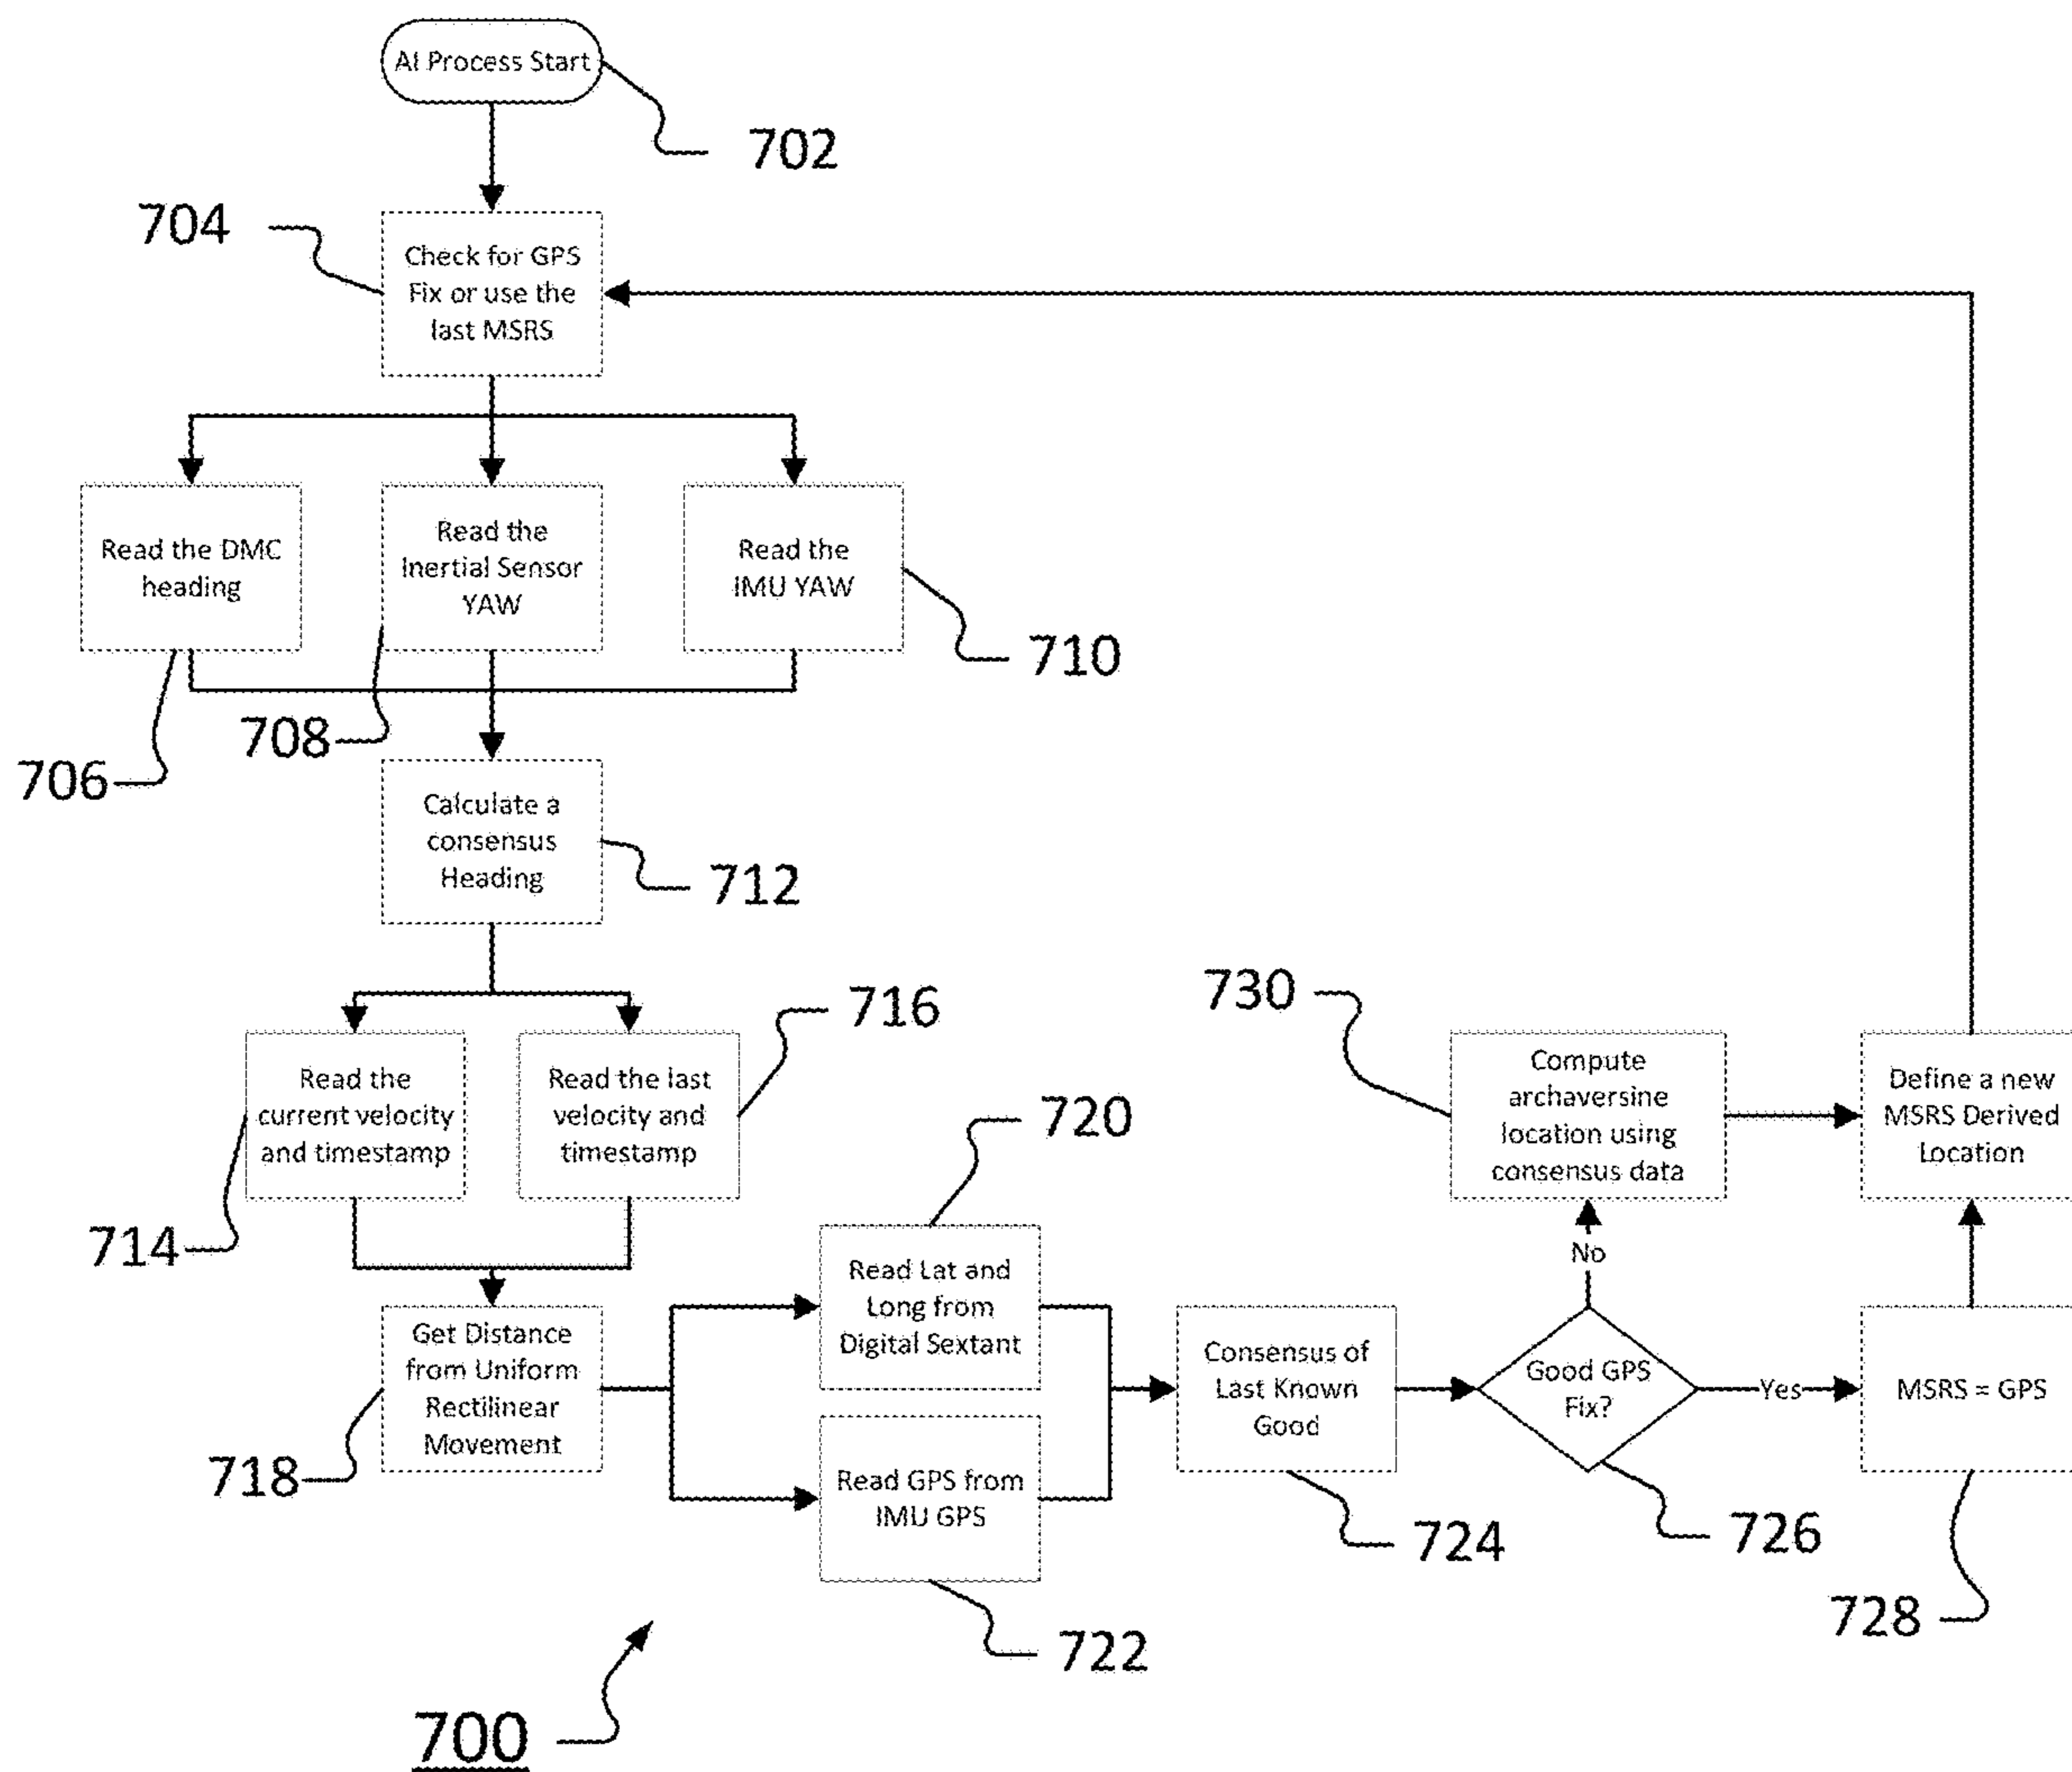 AI Process Start
702
704
Check for GPS
Fix or use the
last MSRS
Read the DMC
heading
Read the
Inertial Sensor
YAW
Read the
IMU YAW
710
706
708
Calculate a
consensus
Heading
712
Read the
current velocity
and timestamp
714
Read the last
velocity and
timestamp
716
Get Distance
from Uniform
Rectilinear
Movement
718
720
Read Lat and
Long from
Digital Sextant
Read GPS from
IMU GPS
722
Consensus of
Last Known
Good
724
Good GPS
Fix?
726
No
Yes
730
Compute
archaversine
location using
consensus data
Define a new
MSRS Derived
Location
MSRS = GPS
728
700